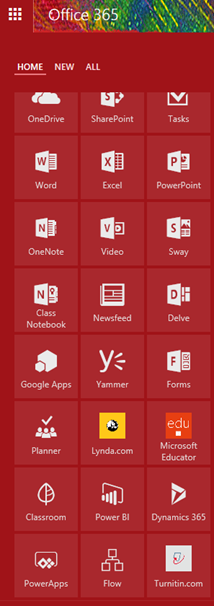 Office 365
HOME NEW ALL
OneDrive SharePoint Tasks
Word Excel PowerPoint
OneNote Video Sway
Class Notebook Newsfeed Delve
Google Apps Yammer Forms
Planner Lynda.com Microsoft Educator
Classroom Power BI Dynamics 365
PowerApps Flow Turnitin.com